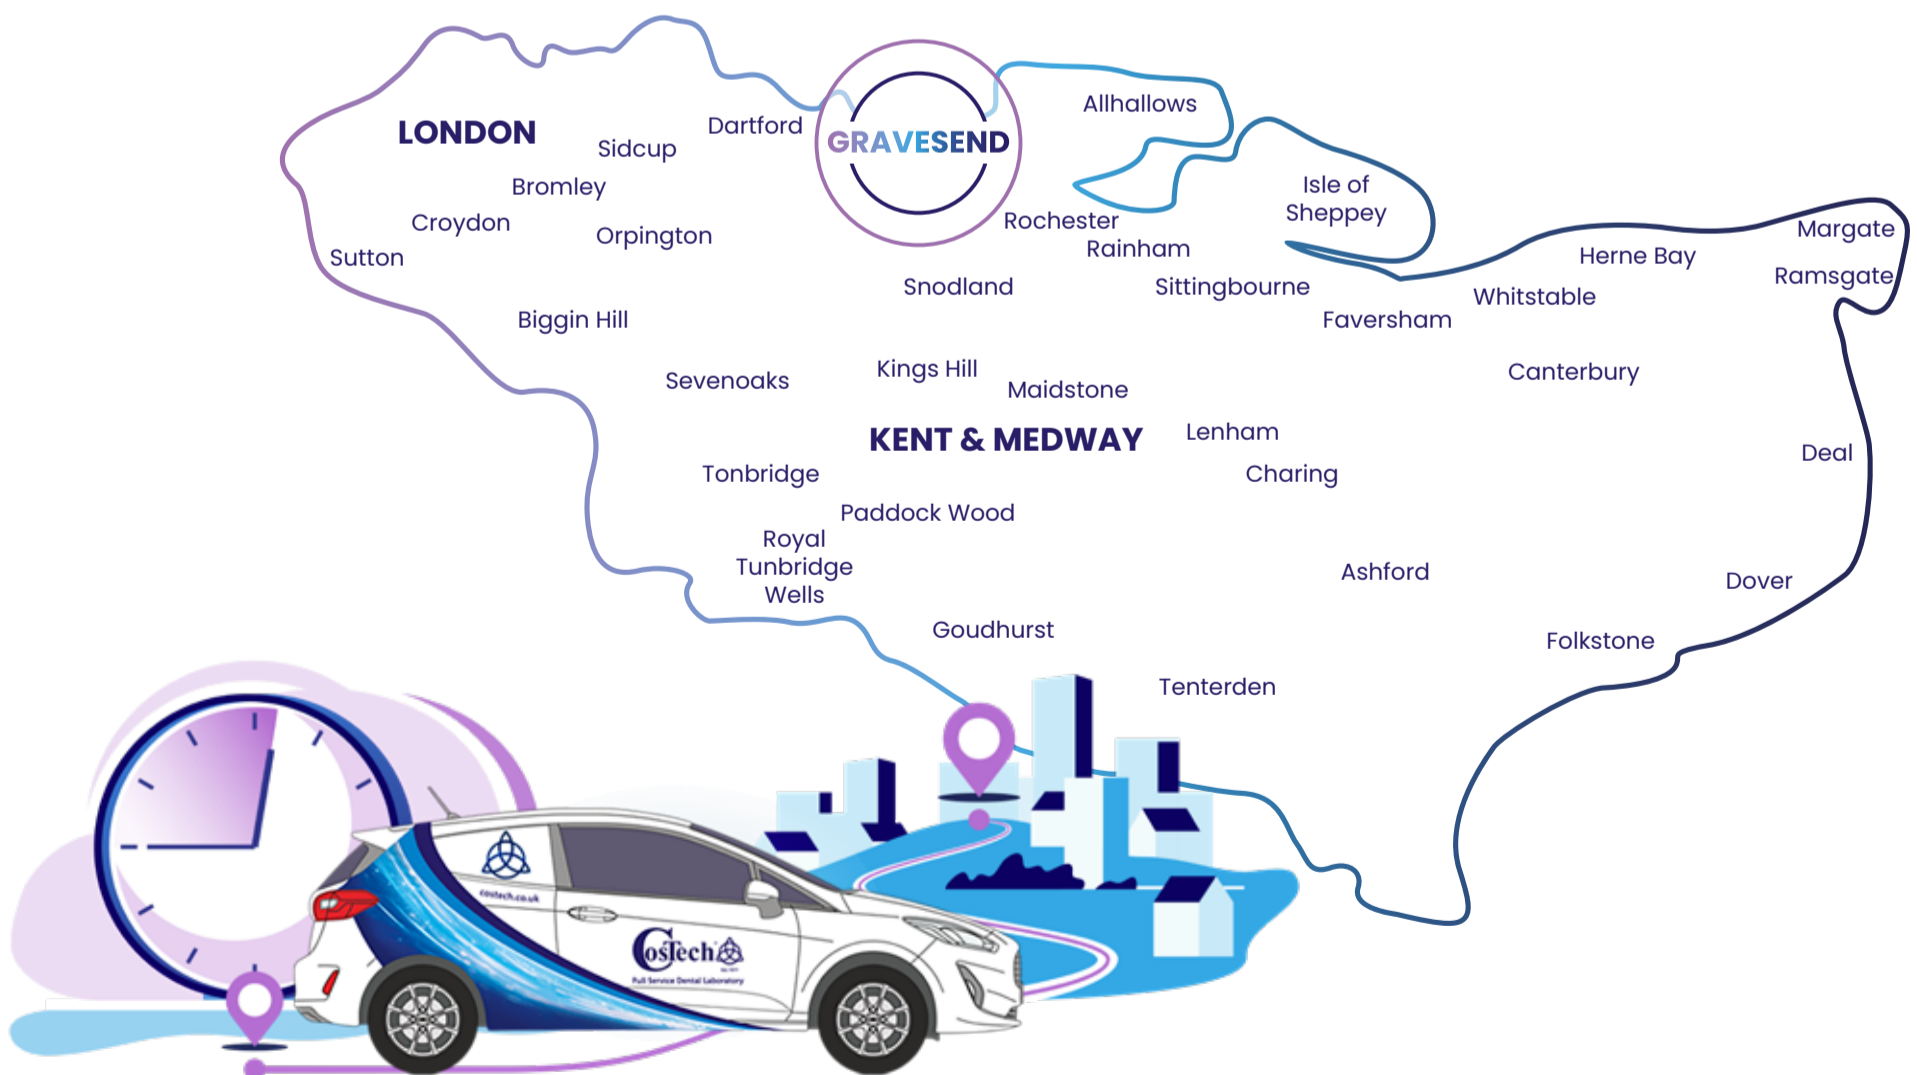 LONDON
Dartford
GRAVESEND
Allhallows
Sidcup
Bromley
Isle of
Sheppey
Croydon
Orpington
Rochester
Margate
Sutton
Rainham
Herne Bay
Ramsgate
Snodland
Sittingbourne
Whitstable
Biggin Hill
Faversham
Sevenoaks
Kings Hill
Maidstone
Canterbury
KENT & MEDWAY
Lenham
Deal
Tonbridge
Charing
Paddock Wood
Royal
Tunbridge
Wells
Ashford
Dover
Goudhurst
Folkstone
Tenterden
costech.co.uk
CosTech
Full Service Dental Laboratory